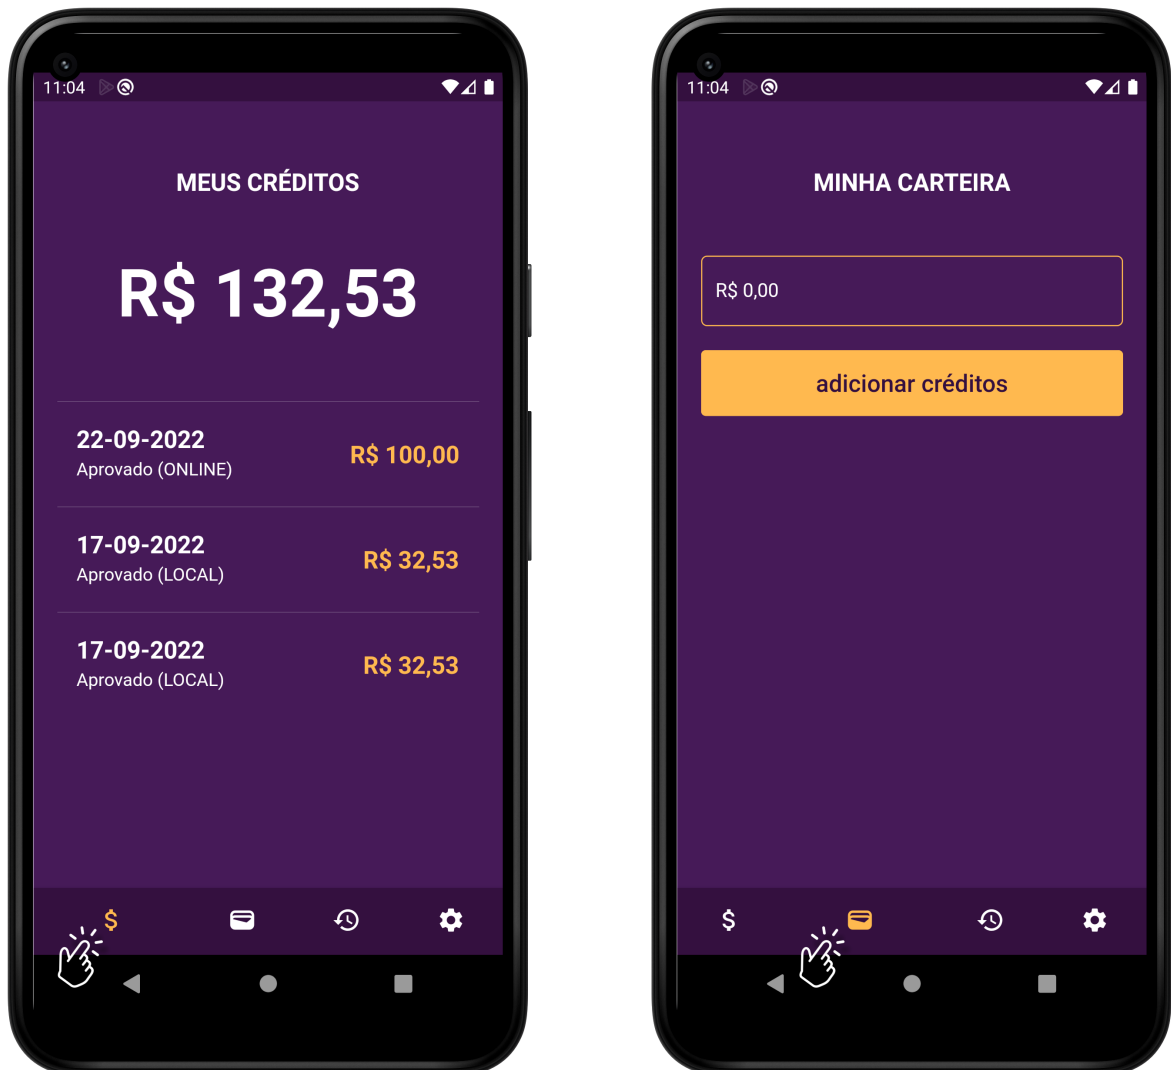 11:04
MEUS CRÉDITOS
R$ 132,53
22-09-2022
Aprovado (ONLINE)
R$ 100,00
17-09-2022
Aprovado (LOCAL)
R$ 32,53
17-09-2022
Aprovado (LOCAL)
R$ 32,53
$
11:04
MINHA CARTEIRA
R$ 0,00
adicionar créditos
$